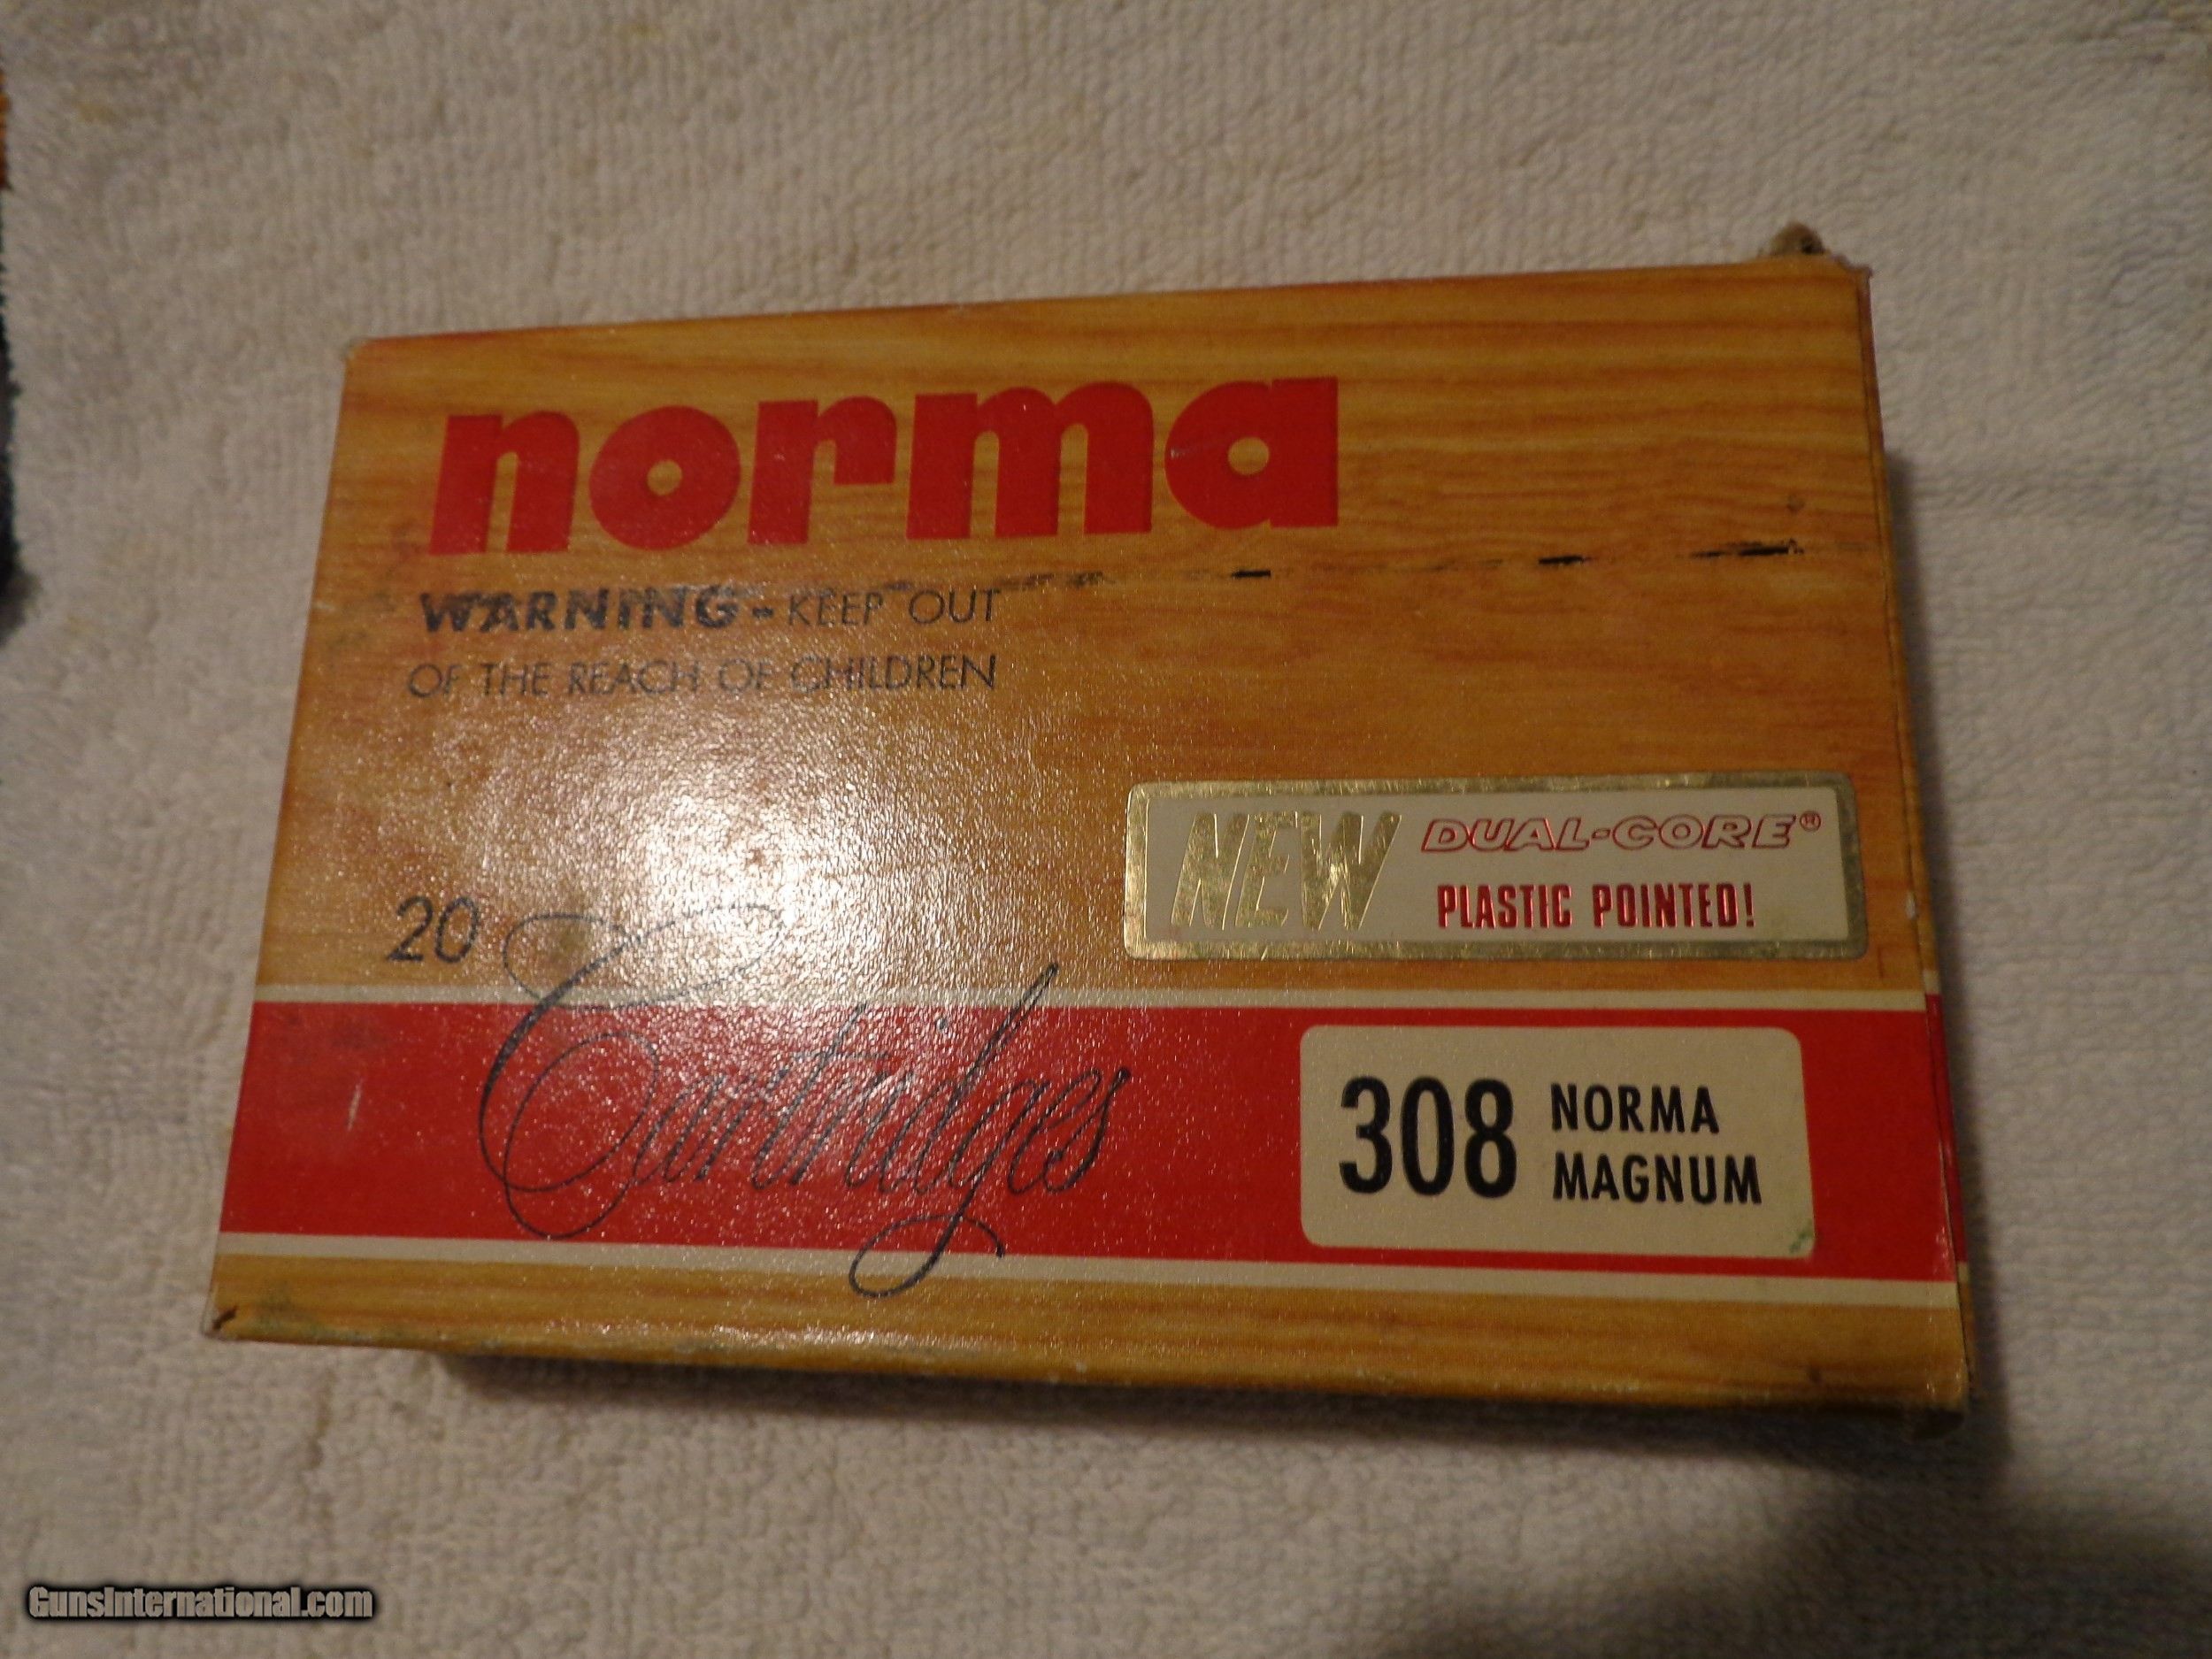 norma
WARNING - KEEP OUT
OF THE REACH OF CHILDREN
NEW DUAL-CORE®
PLASTIC POINTED!
20 Cartridges
308 NORMA
MAGNUM
GunsInternational.com